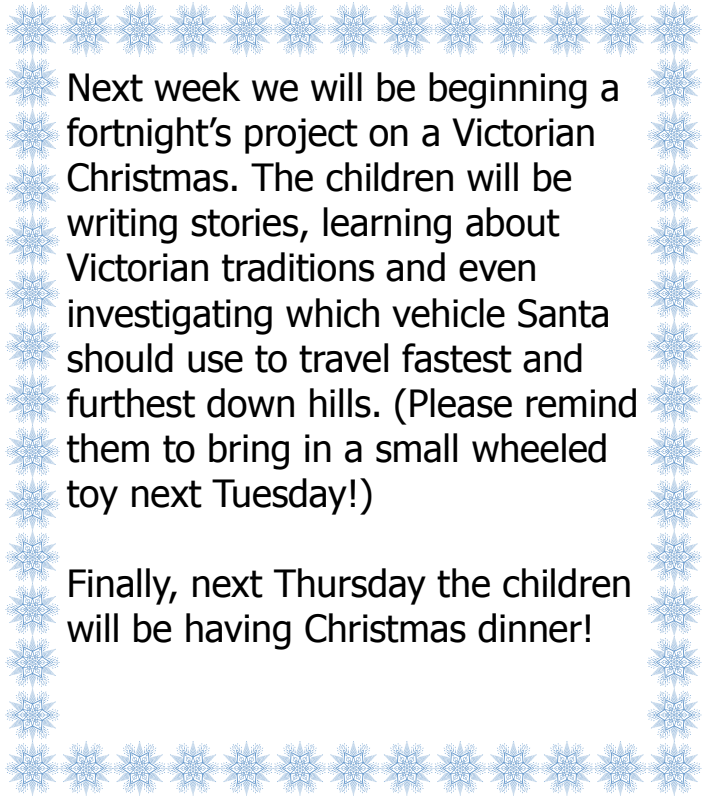 Next week we will be beginning a
fortnight’s project on a Victorian
Christmas. The children will be
writing stories, learning about
Victorian traditions and even
investigating which vehicle Santa
should use to travel fastest and
furthest down hills. (Please remind
them to bring in a small wheeled
toy next Tuesday!)
Finally, next Thursday the children
will be having Christmas dinner!